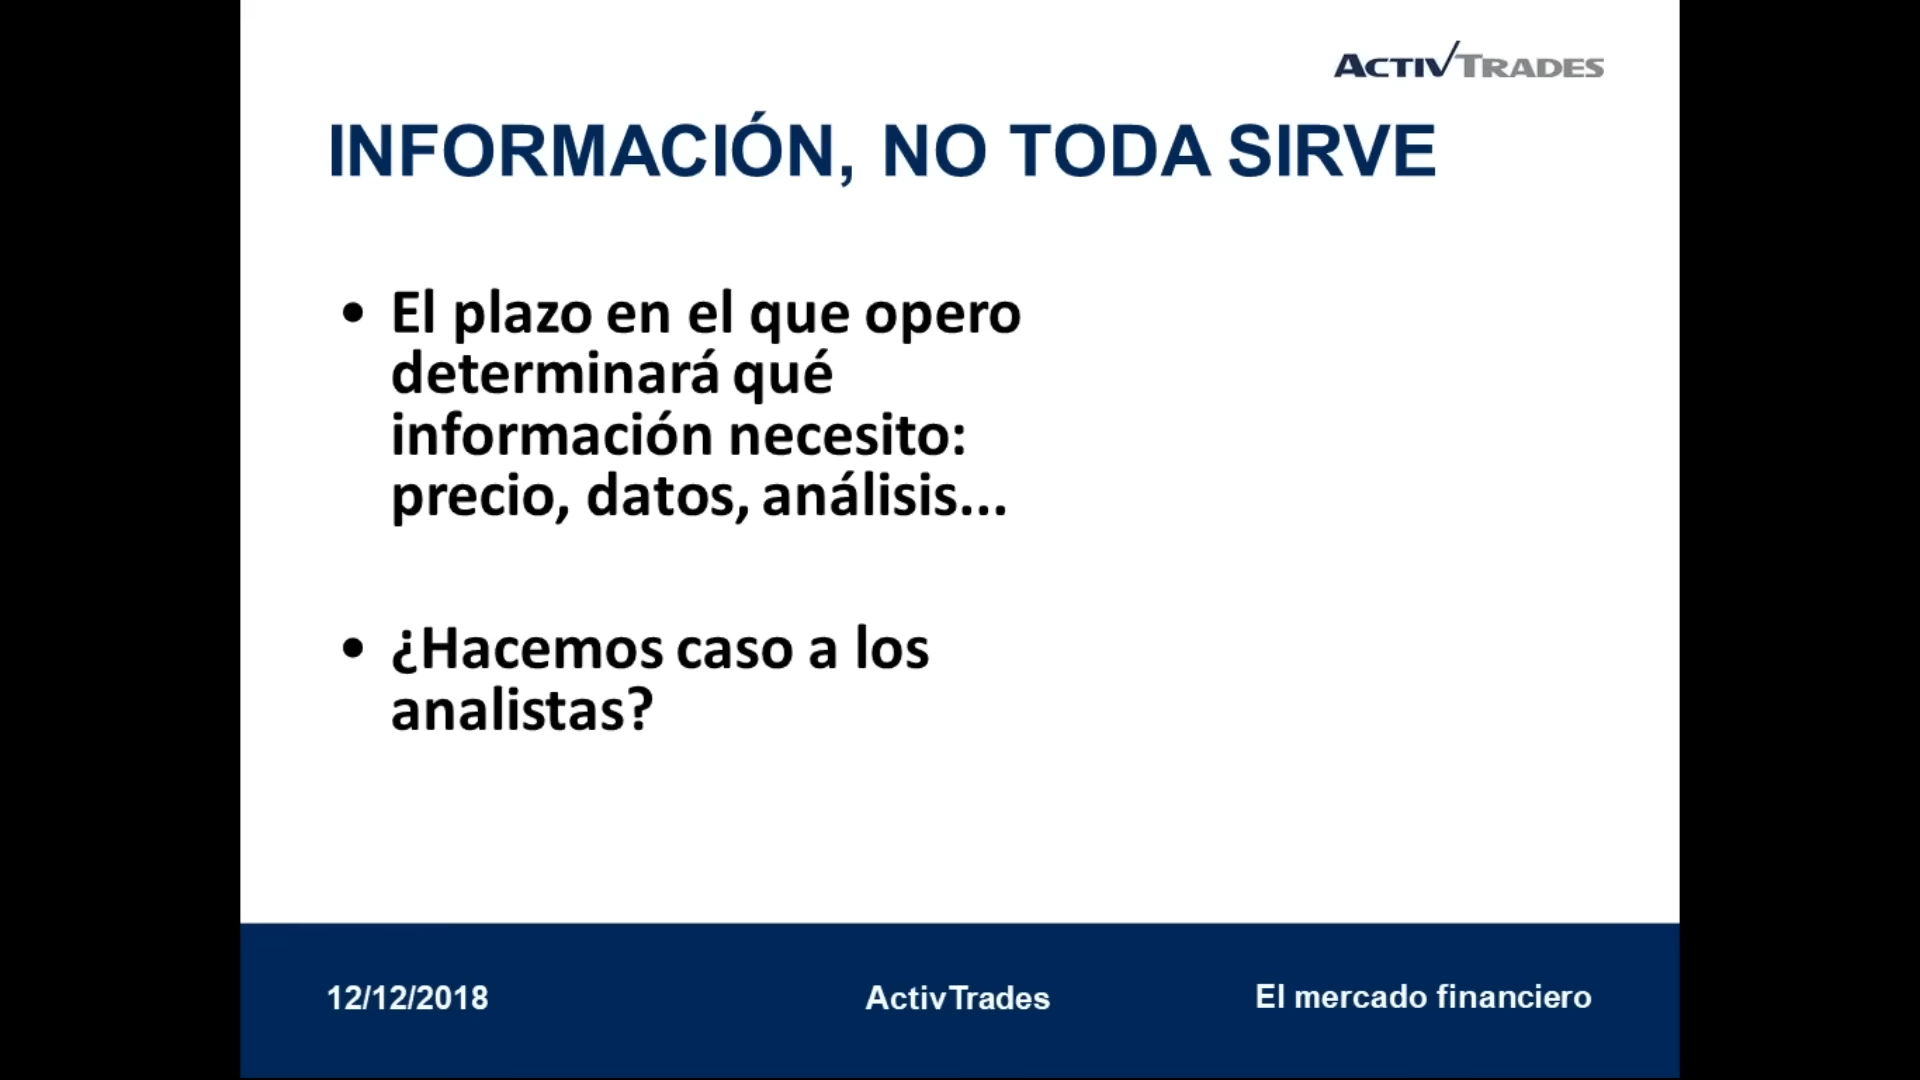 ACTIVTRADES
INFORMACIÓN, NO TODA SIRVE
• El plazo en el que opero
determinará qué
información necesito:
precio, datos, análisis...
• ¿Hacemos caso a los
analistas?
12/12/2018
ActivTrades
El mercado financiero